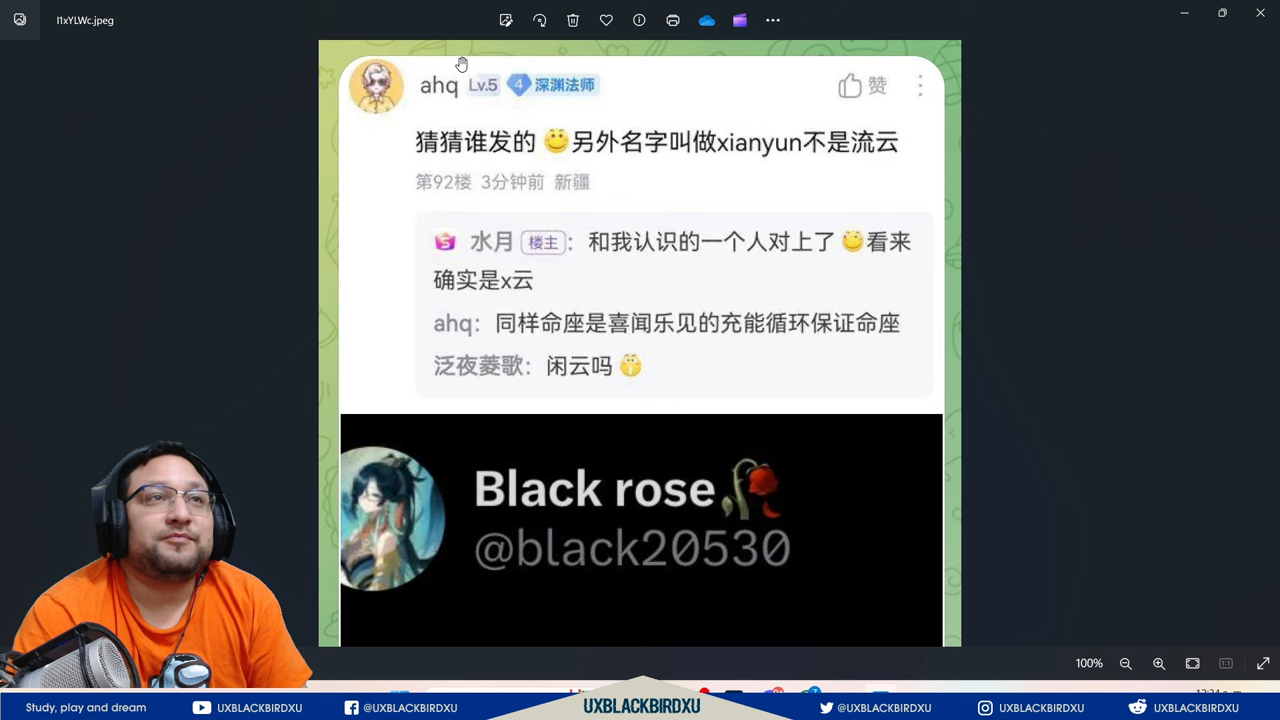 I1xYLWc.jpeg
ahq Lv.5 4 深渊法师 赞
猜猜谁发的 😀另外名字叫做xianyun不是流云
第92楼 3分钟前 新疆
S 水月 楼主: 和我认识的一个人对上了 😀看来
确实是x云
ahq: 同样命座是喜闻乐见的充能循环保证命座
泛夜菱歌: 闲云吗
Black rose🥀
@black20530
100%
Study, play and dream
UXBLACKBIRDXU
@UXBLACKBIRDXU
UXBLACKBIRDXU
@UXBLACKBIRDXU
UXBLACKBIRDXU
UXBLACKBIRDXU